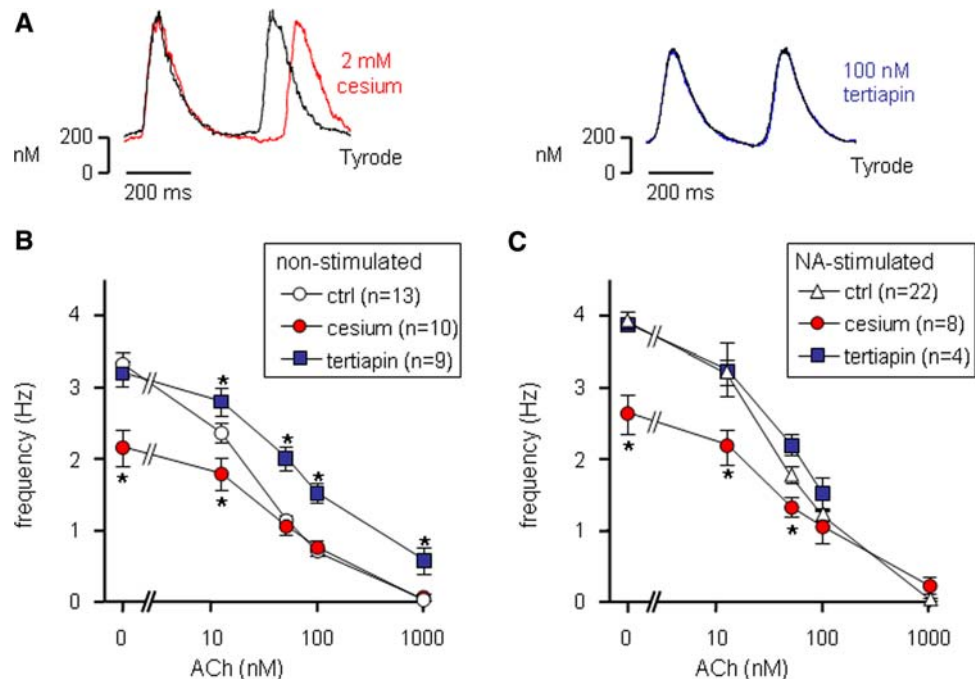 A
2 mM
cesium
200
nM
0
Tyrode
200 ms
100 nM
tertiapin
200
nM
0
Tyrode
200 ms
B
non-stimulated
ctrl (n=13)
cesium (n=10)
tertiapin (n=9)
4
3
2
1
0
frequency (Hz)
*
*
*
*
*
*
0
10
100
1000
ACh (nM)
C
NA-stimulated
ctrl (n=22)
cesium (n=8)
tertiapin (n=4)
4
3
2
1
0
frequency (Hz)
*
*
*
0
10
100
1000
ACh (nM)